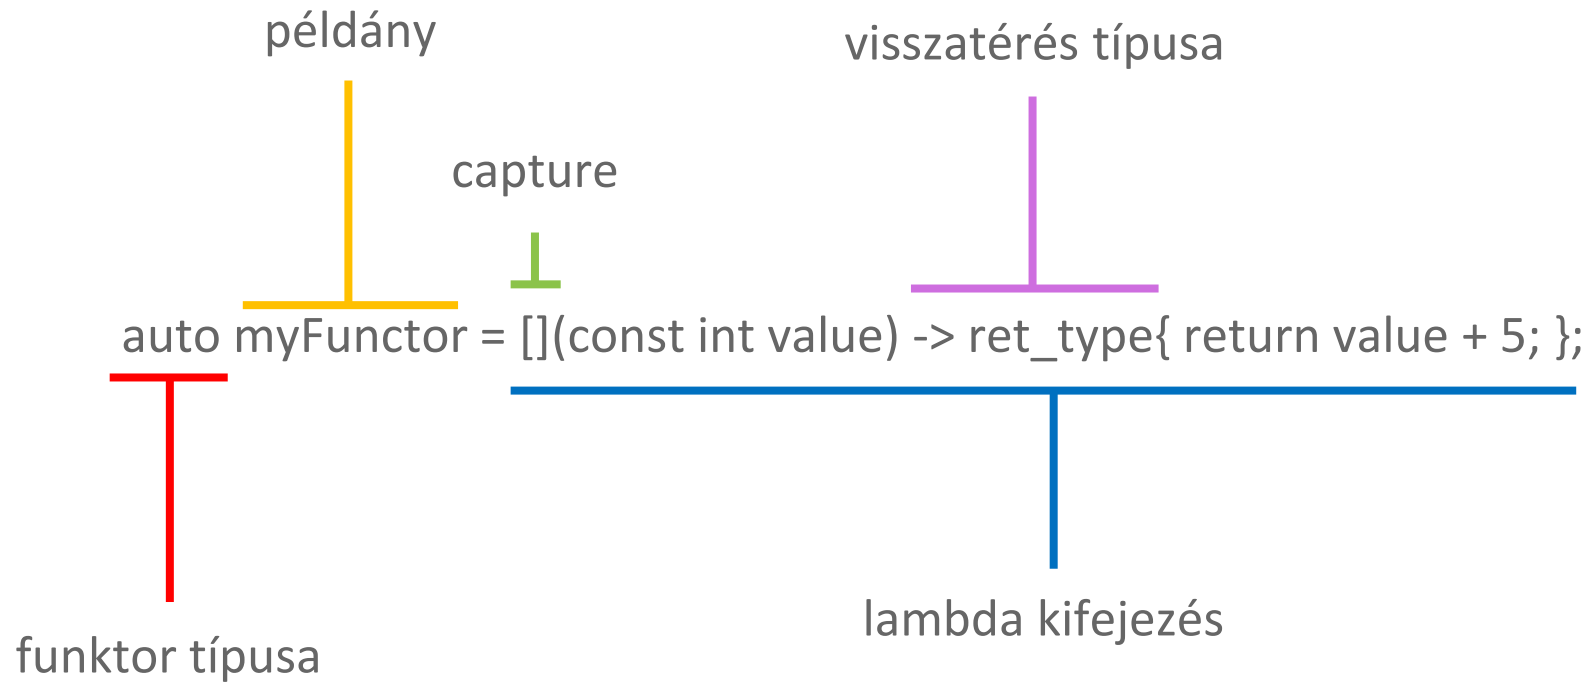 példány
visszatérés típusa
capture
auto myFunctor = [](const int value) -> ret_type{ return value + 5; };
lambda kifejezés
funktor típusa